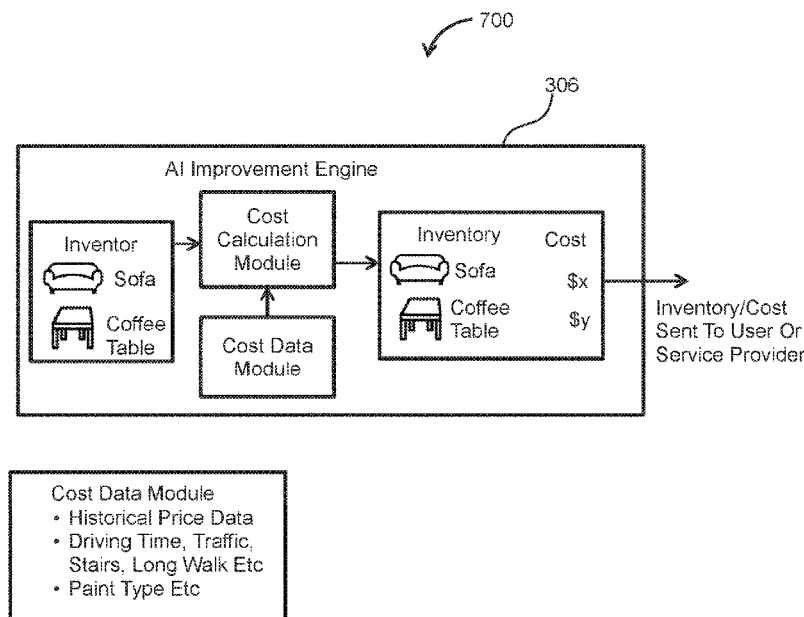 700
306
AI Improvement Engine
Inventor
Sofa
Coffee
Table
Cost
Calculation
Module
Cost Data
Module
Inventory
Cost
Sofa
$x
Coffee
Table
$y
Inventory/Cost
Sent To User Or
Service Provider
Cost Data Module
• Historical Price Data
• Driving Time, Traffic,
Stairs, Long Walk Etc
• Paint Type Etc